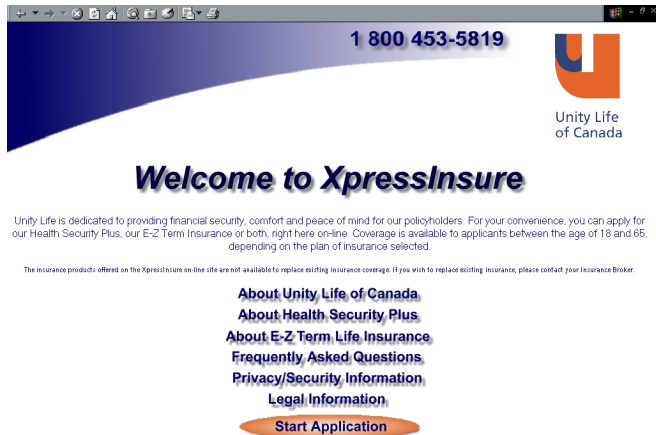 1 800 453-5819
Unity Life
of Canada
Welcome to XpressInsure
Unity Life is dedicated to providing financial security, comfort and peace of mind for our policyholders. For your convenience, you can apply for
our Health Security Plus, our E-Z Term Insurance or both, right here on-line. Coverage is available to applicants between the age of 18 and 65,
depending on the plan of insurance selected.
The insurance products offered on the XpressInsure on-line site are not available to replace existing insurance coverage. If you wish to replace existing insurance, please contact your Insurance Broker.
About Unity Life of Canada
About Health Security Plus
About E-Z Term Life Insurance
Frequently Asked Questions
Privacy/Security Information
Legal Information
Start Application